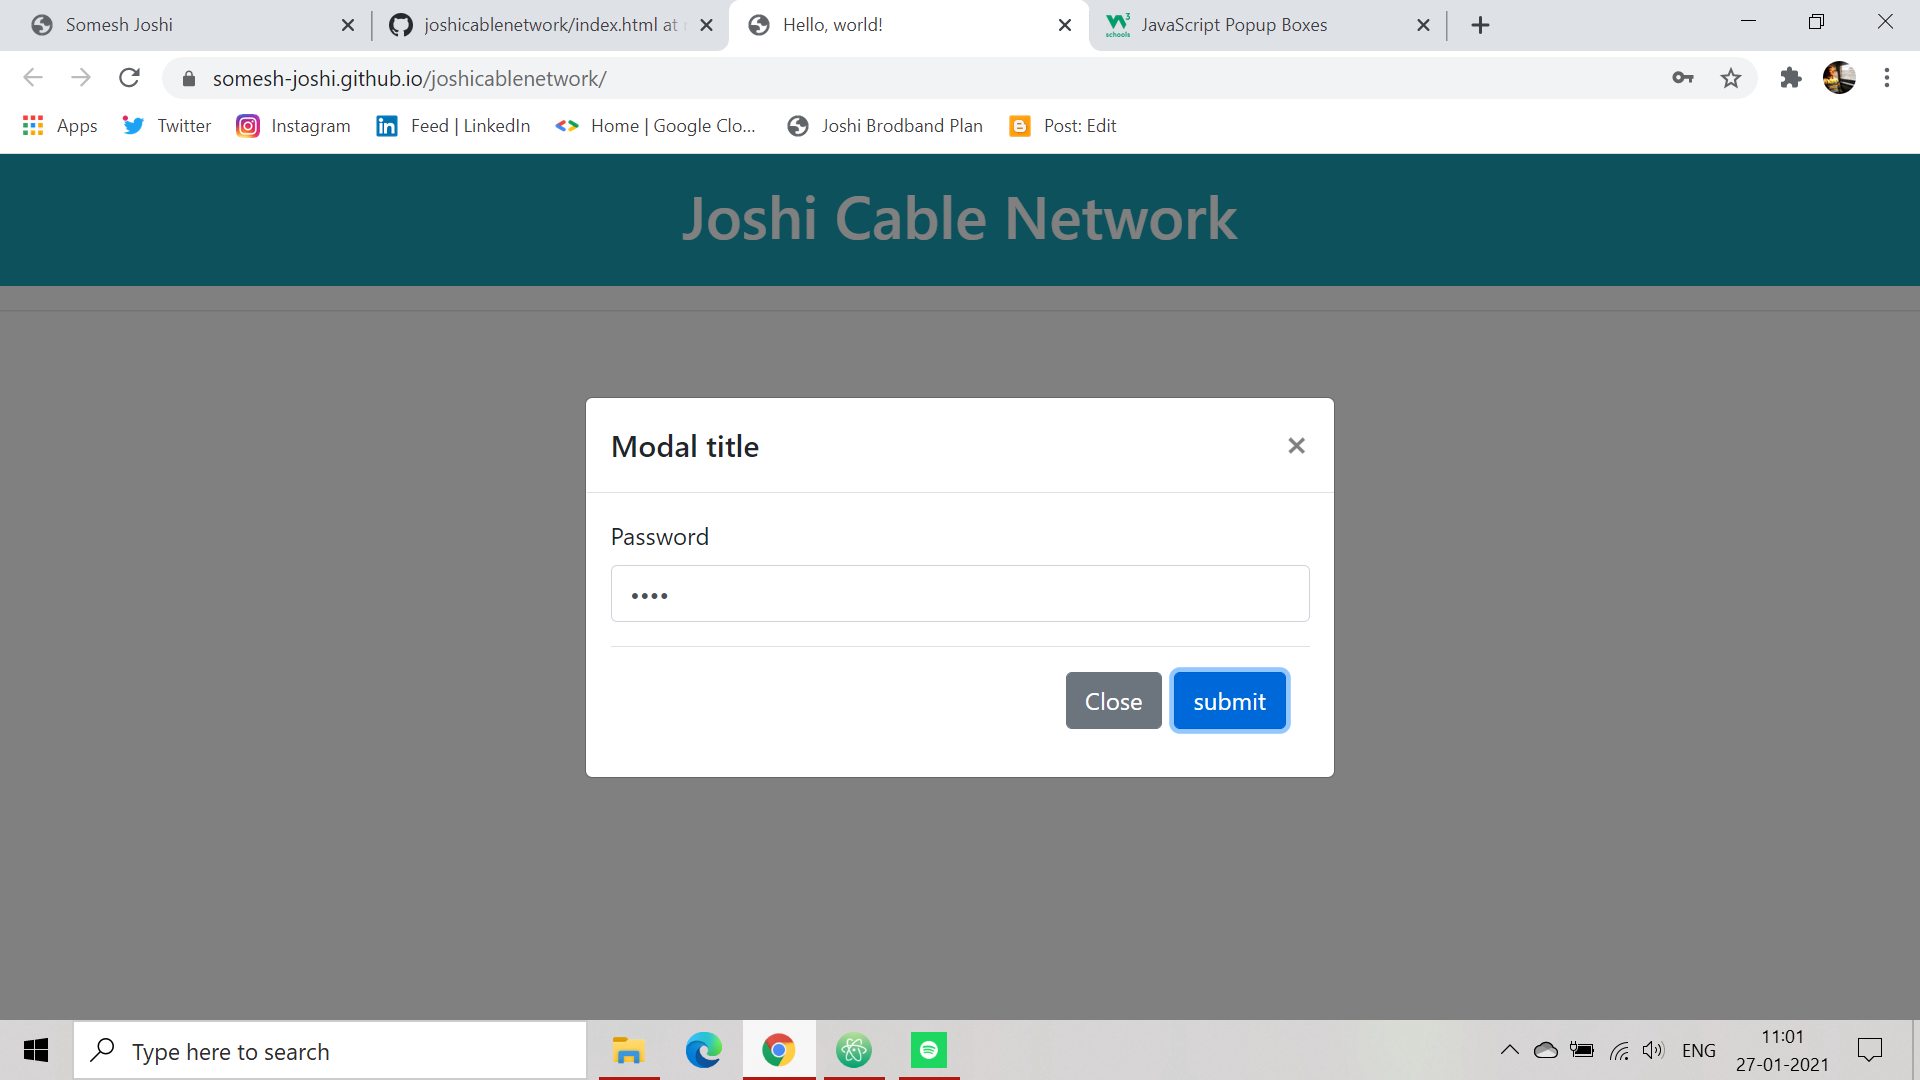 Somesh Joshi
joshicablenetwork/index.html at
Hello, world!
W3 schools JavaScript Popup Boxes
somesh-joshi.github.io/joshicablenetwork/
Apps Twitter Instagram Feed | LinkedIn Home | Google Clo... Joshi Brodband Plan Post: Edit
Joshi Cable Network
Modal title
×
Password
••••
Close submit
Type here to search
ENG
11:01
27-01-2021